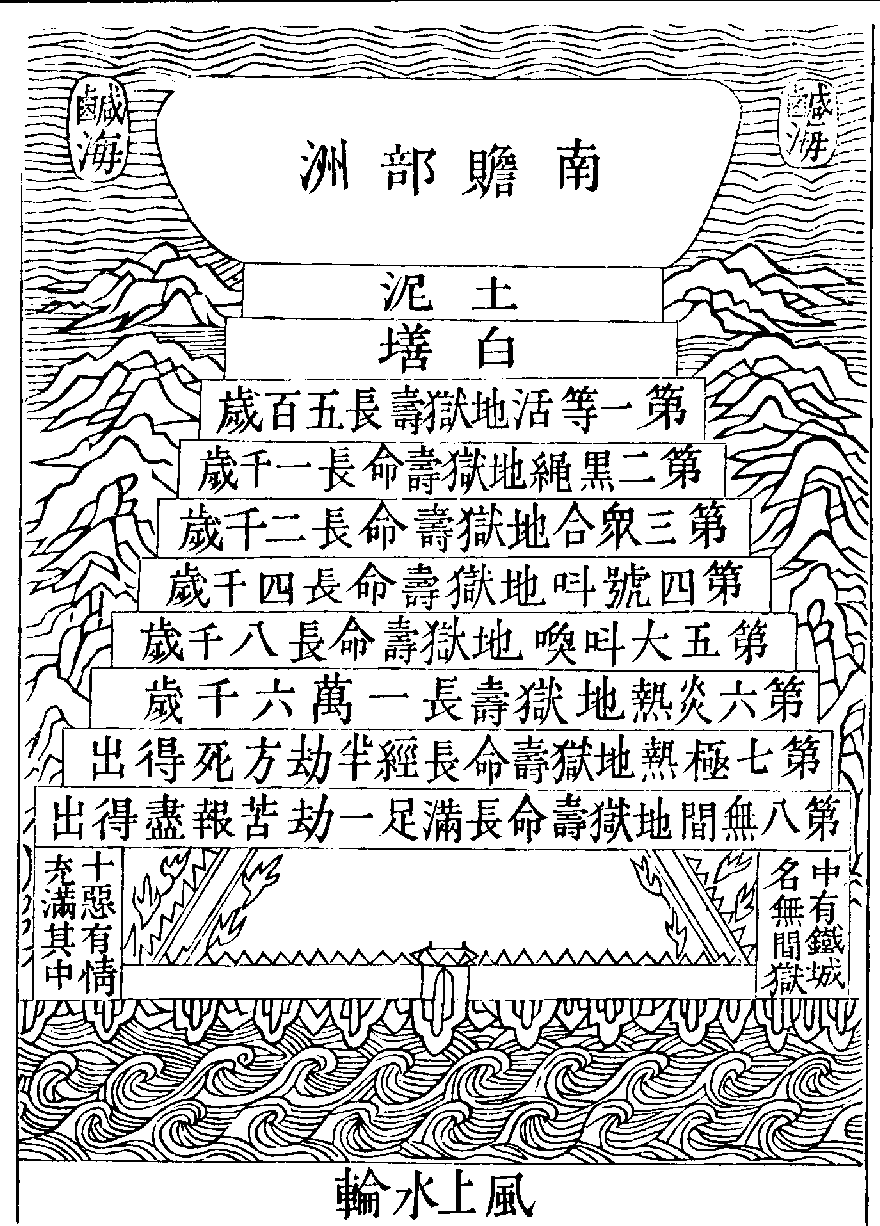 鹹海
鹹海
南贍部洲
土泥
白墡
第一等活地獄壽長五百歲
第二黑繩地獄壽命長一千歲
第三眾合地獄壽命長二千歲
第四號呌地獄壽命長四千歲
第五大呌喚地獄壽命長八千歲
第六炎熱地獄壽長一萬六千歲
第七極熱地獄壽命長經半劫方死得出
第八無間地獄壽命長滿足一劫苦報盡得出
中有鐵城
名無間獄
十惡有情
充滿其中
風上水輪